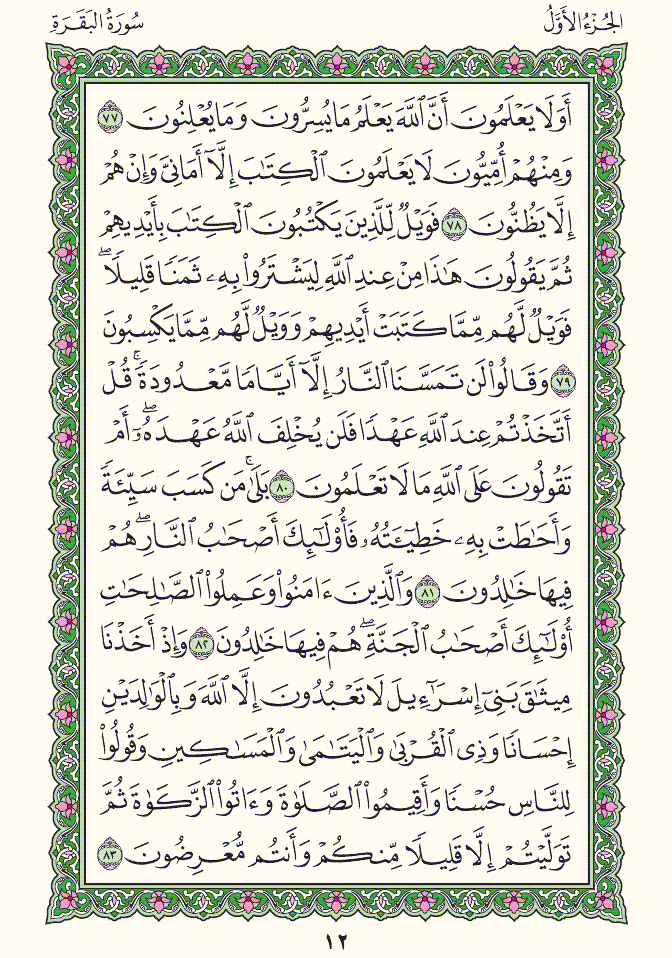 الجُزْءُ الأَوَّلُ
سُورَةُ البَقَرَةِ
أَوَلَا يَعْلَمُونَ أَنَّ ٱللَّهَ يَعْلَمُ مَا يُسِرُّونَ وَمَا يُعْلِنُونَ ٧٧
وَمِنْهُمْ أُمِّيُّونَ لَا يَعْلَمُونَ ٱلْكِتَٰبَ إِلَّآ أَمَانِىَّ وَإِنْ هُمْ
إِلَّا يَظُنُّونَ ٧٨ فَوَيْلٌ لِّلَّذِينَ يَكْتُبُونَ ٱلْكِتَٰبَ بِأَيْدِيهِمْ
ثُمَّ يَقُولُونَ هَٰذَا مِنْ عِندِ ٱللَّهِ لِيَشْتَرُوا۟ بِهِۦ ثَمَنًا قَلِيلًا ۖ
فَوَيْلٌ لَّهُم مِّمَّا كَتَبَتْ أَيْدِيهِمْ وَوَيْلٌ لَّهُم مِّمَّا يَكْسِبُونَ
٧٩ وَقَالُوا۟ لَن تَمَسَّنَا ٱلنَّارُ إِلَّآ أَيَّامًا مَّعْدُودَةً ۚ قُلْ
أَتَّخَذْتُمْ عِندَ ٱللَّهِ عَهْدًا فَلَن يُخْلِفَ ٱللَّهُ عَهْدَهُۥٓ ۖ أَمْ
تَقُولُونَ عَلَى ٱللَّهِ مَا لَا تَعْلَمُونَ ٨٠ بَلَىٰ ۚ مَن كَسَبَ سَيِّئَةً
وَأَحَٰطَتْ بِهِۦ خَطِيٓـَٔتُهُۥ فَأُو۟لَٰٓئِكَ أَصْحَٰبُ ٱلنَّارِ ۖ هُمْ
فِيهَا خَٰلِدُونَ ٨١ وَٱلَّذِينَ ءَامَنُوا۟ وَعَمِلُوا۟ ٱلصَّٰلِحَٰتِ
أُو۟لَٰٓئِكَ أَصْحَٰبُ ٱلْجَنَّةِ ۖ هُمْ فِيهَا خَٰلِدُونَ ٨٢ وَإِذْ أَخَذْنَا
مِيثَٰقَ بَنِىٓ إِسْرَٰٓءِيلَ لَا تَعْبُدُونَ إِلَّا ٱللَّهَ وَبِٱلْوَٰلِدَيْنِ
إِحْسَانًا وَذِى ٱلْقُرْبَىٰ وَٱلْيَتَٰمَىٰ وَٱلْمَسَٰكِينِ وَقُولُوا۟
لِلنَّاسِ حُسْنًا وَأَقِيمُوا۟ ٱلصَّلَوٰةَ وَءَاتُوا۟ ٱلزَّكَوٰةَ ثُمَّ
تَوَلَّيْتُمْ إِلَّا قَلِيلًا مِّنكُمْ وَأَنتُم مُّعْرِضُونَ ٨٣
١٢